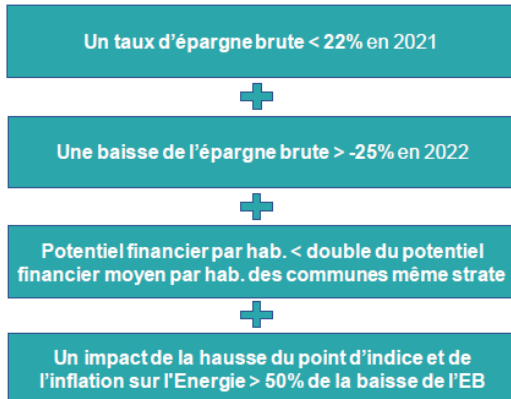 Un taux d'épargne brute < 22% en 2021
Une baisse de l'épargne brute > -25% en 2022
Potentiel financier par hab. < double du potentiel
financier moyen par hab. des communes même strate
Un impact de la hausse du point d'indice et de
l'inflation sur l'Energie > 50% de la baisse de l'EB